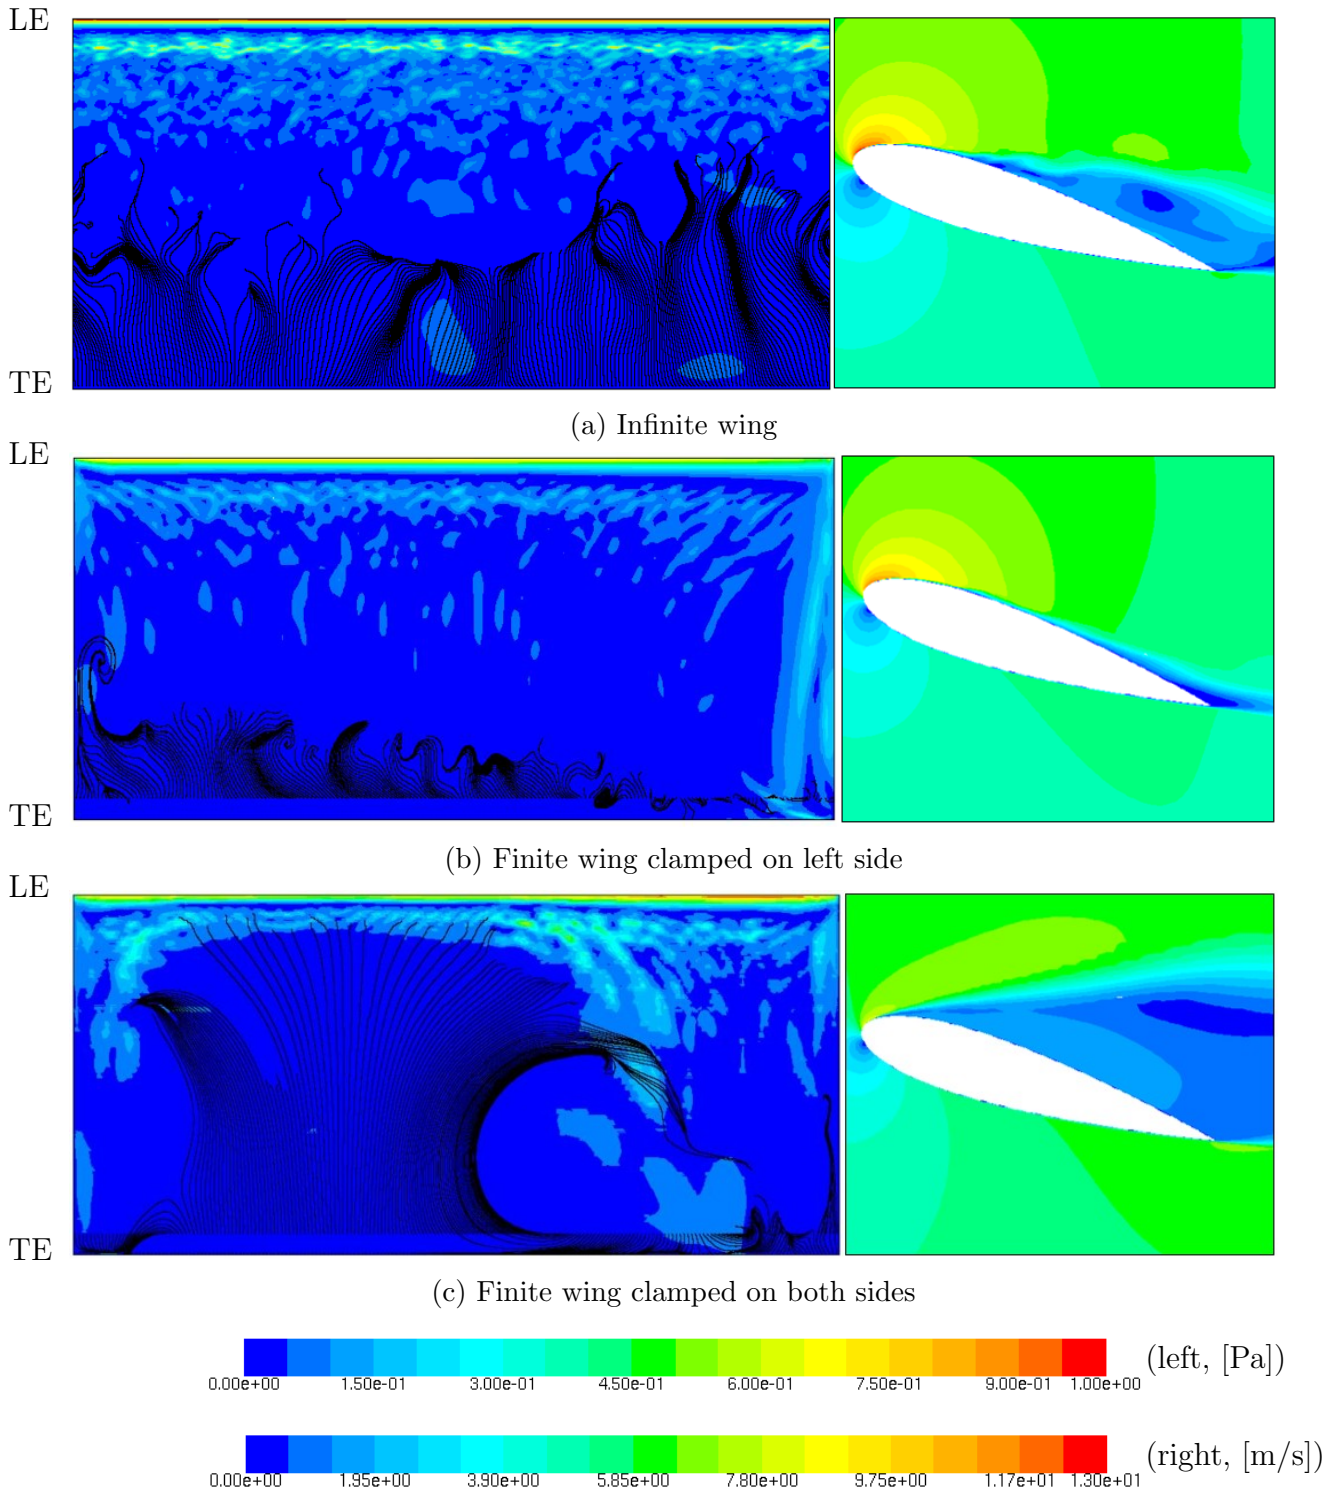 LE
TE
(a) Infinite wing
LE
TE
(b) Finite wing clamped on left side
LE
TE
(c) Finite wing clamped on both sides
(left, [Pa])
0.00e+00 1.50e-01 3.00e-01 4.50e-01 6.00e-01 7.50e-01 9.00e-01 1.00e+00
(right, [m/s])
0.00e+00 1.95e+00 3.90e+00 5.85e+00 7.80e+00 9.75e+00 1.17e+01 1.30e+01